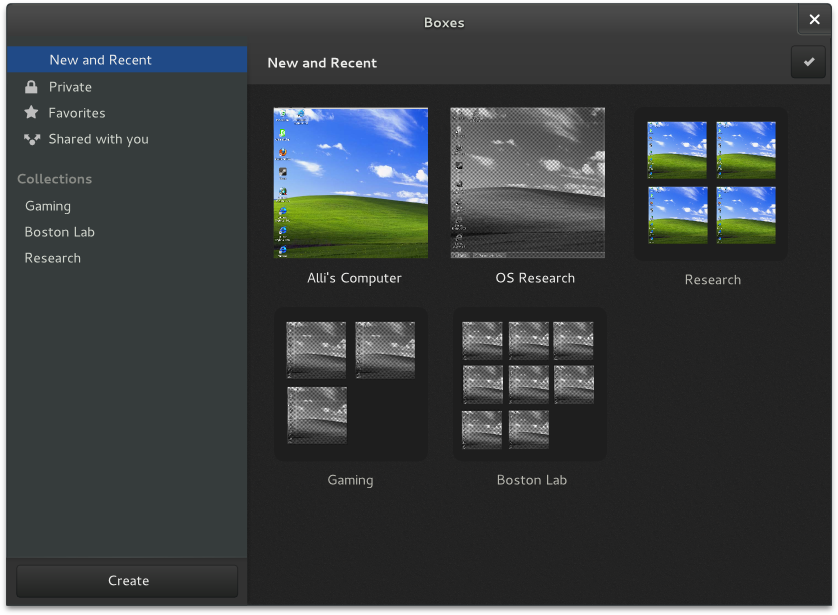 Boxes
New and Recent
Private
Favorites
Shared with you
Collections
Gaming
Boston Lab
Research
Create
New and Recent
Alli's Computer
OS Research
Research
Gaming
Boston Lab